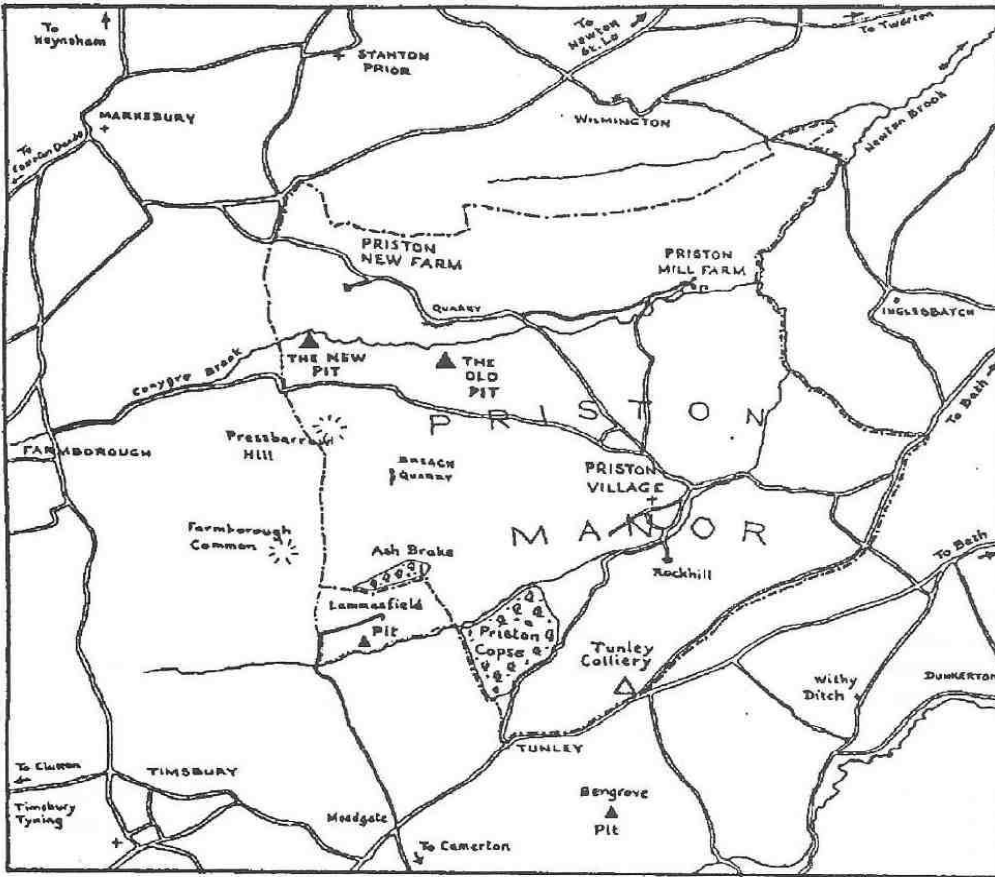 To
Keynsham
STANTON
PRIOR
To
Newton
St. Lo
To Twerton
MARKSBURY
To
WILMINGTON
Newton Brook
PRISTON
NEW FARM
PRISTON
MILL FARM
QUARRY
INGLESBATCH
Conygre Brook
THE NEW
PIT
THE
OLD
PIT
To Bath
PRISTON
Pressbarrow
Hill
FARMBOROUGH
BREACH
QUARRY
PRISTON
VILLAGE
MANOR
Farmborough
Common
Ash Brake
Rockhill
To Bath
Lammasfield
Pit
Priston
Copse
Tunley
Colliery
Withy
Ditch
DUNKERTON
TUNLEY
To Clutton
TIMSBURY
Timsbury
Tyning
Meadgate
Bengrove
Pit
To Camerton